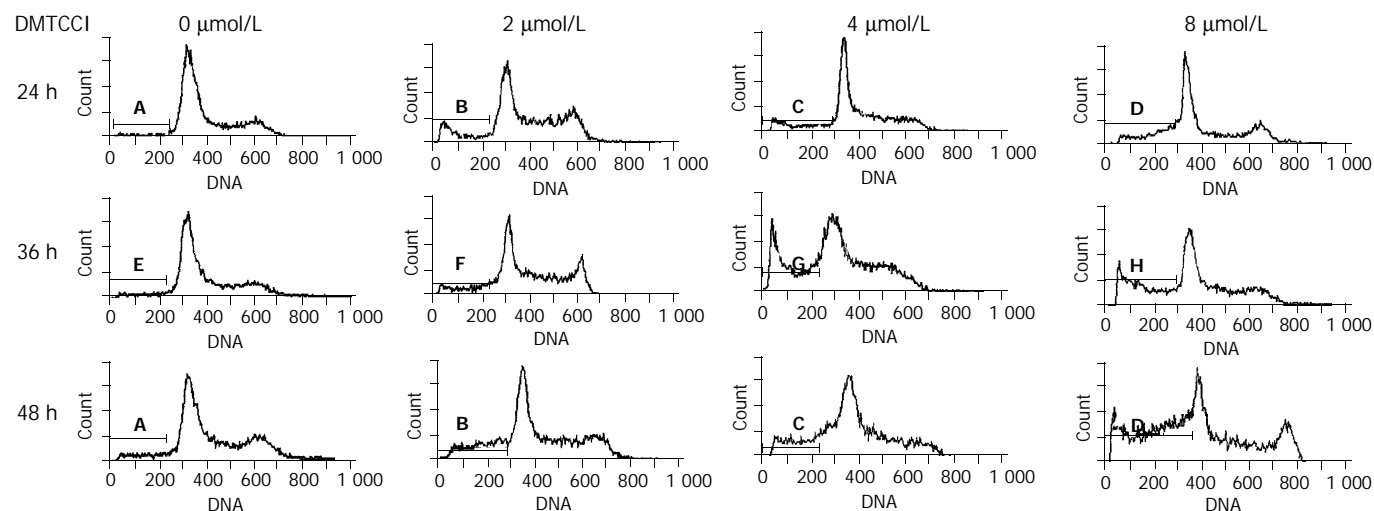 DMTCCI 0 μmol/L 2 μmol/L 4 μmol/L 8 μmol/L
24 h
Count A
0 200 400 600 800 1 000
DNA
Count B
0 200 400 600 800 1 000
DNA
Count C
0 200 400 600 800 1 000
DNA
Count D
0 200 400 600 800 1 000
DNA
36 h
Count E
0 200 400 600 800 1 000
DNA
Count F
0 200 400 600 800 1 000
DNA
Count G
0 200 400 600 800 1 000
DNA
Count H
0 200 400 600 800 1 000
DNA
48 h
Count A
0 200 400 600 800 1 000
DNA
Count B
0 200 400 600 800 1 000
DNA
Count C
0 200 400 600 800 1 000
DNA
Count D
0 200 400 600 800 1 000
DNA